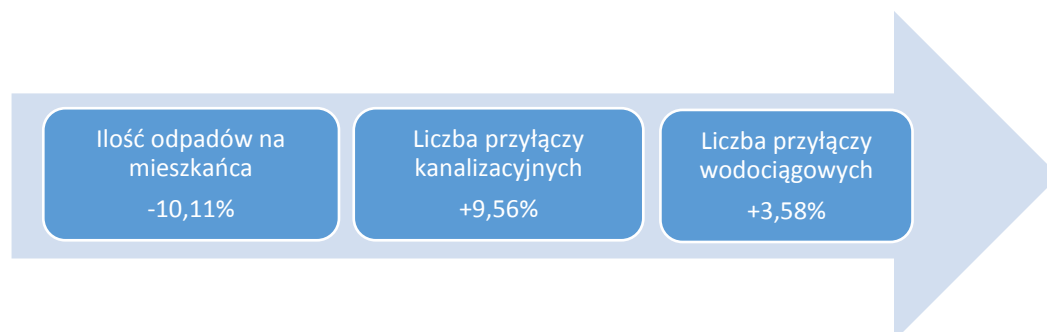 Ilość odpadów na
mieszkańca
-10,11%
Liczba przyłączy
kanalizacyjnych
+9,56%
Liczba przyłączy
wodociągowych
+3,58%